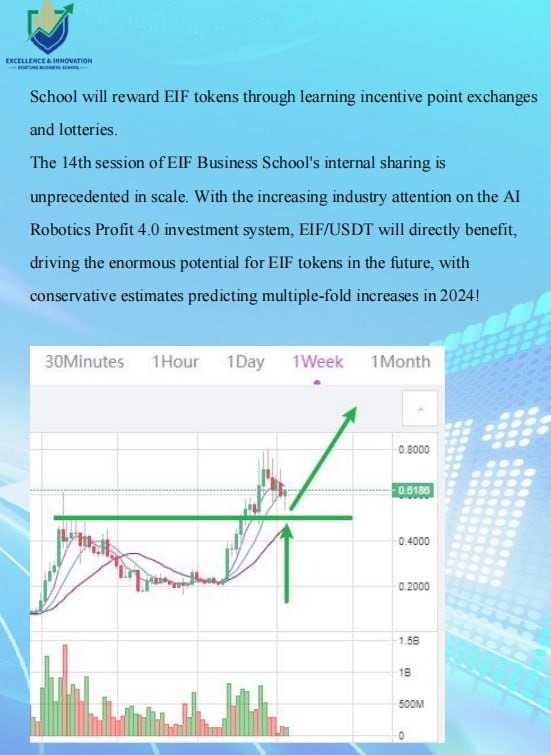 EXCELLENCE & INNOVATION
FORTUNE BUSINESS SCHOOL
School will reward EIF tokens through learning incentive point exchanges
and lotteries.
The 14th session of EIF Business School's internal sharing is
unprecedented in scale. With the increasing industry attention on the AI
Robotics Profit 4.0 investment system, EIF/USDT will directly benefit,
driving the enormous potential for EIF tokens in the future, with
conservative estimates predicting multiple-fold increases in 2024!
30Minutes 1Hour 1Day 1Week 1Month
0.8000
0.6186
0.4000
0.2000
1.5B
1B
500M
0